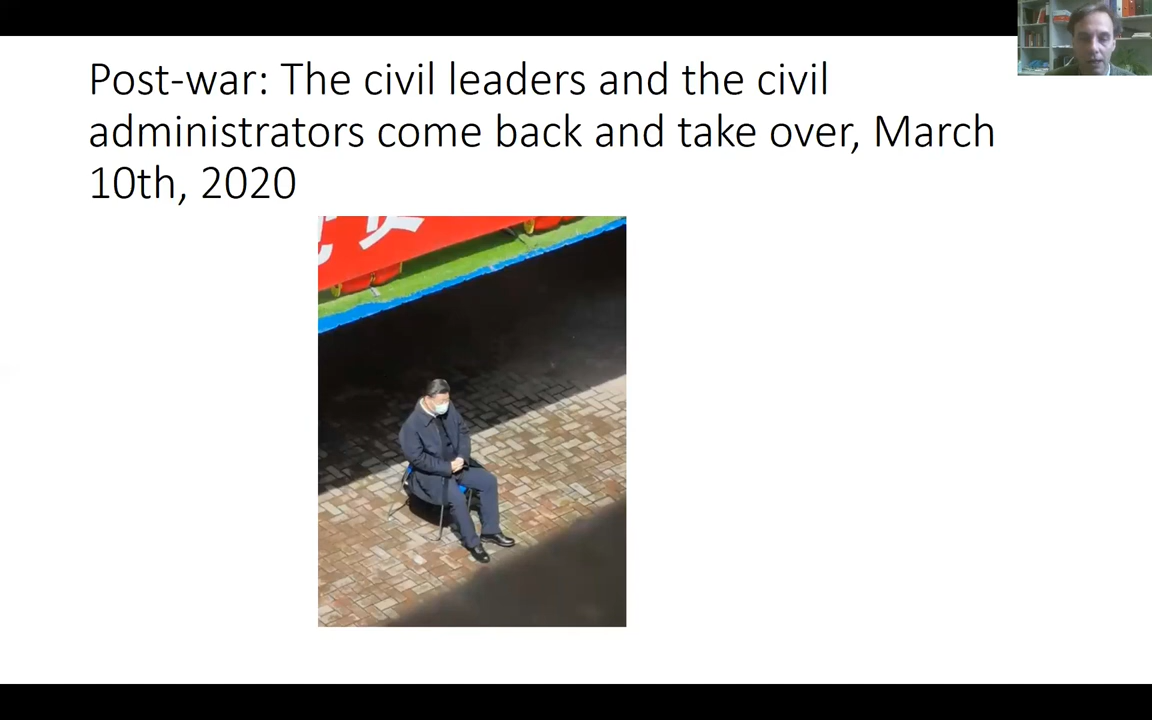 Post-war: The civil leaders and the civil
administrators come back and take over, March
10th, 2020